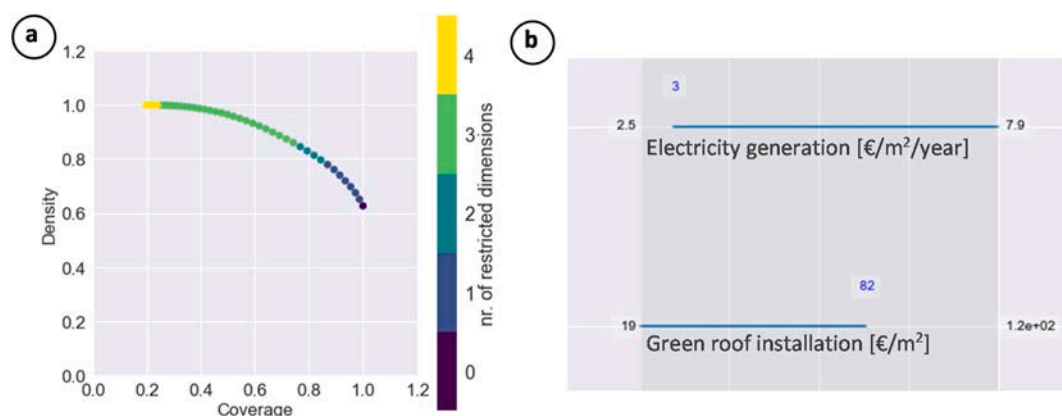 a
1.2
1.0
0.8
0.6
0.4
0.2
0.0
Density
0.0 0.2 0.4 0.6 0.8 1.0 1.2
Coverage
4
3
2
1
0
nr. of restricted dimensions
b
3
2.5 7.9
Electricity generation [€/m²/year]
82
19 1.2e+02
Green roof installation [€/m²]